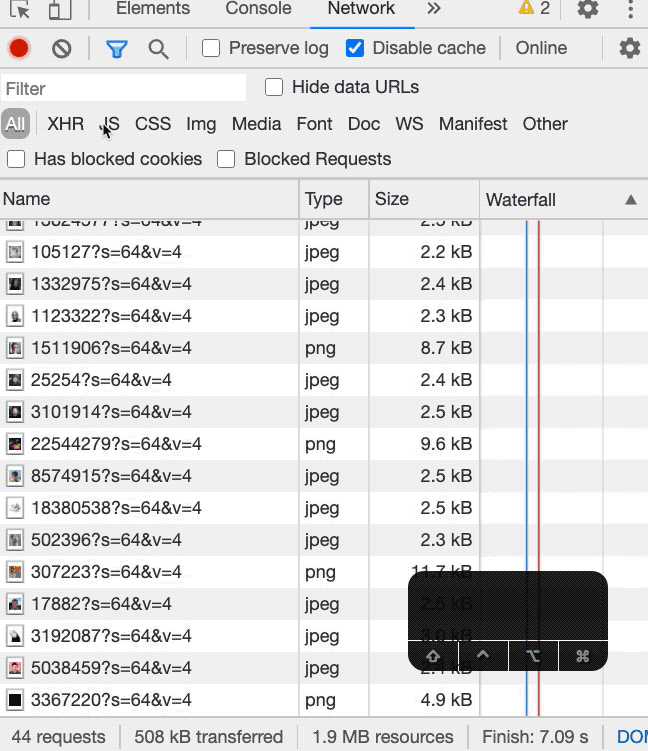 Elements Console Network » 2
Preserve log Disable cache Online
Filter Hide data URLs
All XHR JS CSS Img Media Font Doc WS Manifest Other
Has blocked cookies Blocked Requests
Name Type Size Waterfall ▲
jpeg 2.5 kB
105127?s=64&v=4 jpeg 2.2 kB
1332975?s=64&v=4 jpeg 2.4 kB
1123322?s=64&v=4 jpeg 2.3 kB
1511906?s=64&v=4 png 8.7 kB
25254?s=64&v=4 jpeg 2.4 kB
3101914?s=64&v=4 jpeg 2.5 kB
22544279?s=64&v=4 png 9.6 kB
8574915?s=64&v=4 jpeg 2.5 kB
18380538?s=64&v=4 jpeg 2.5 kB
502396?s=64&v=4 jpeg 2.3 kB
307223?s=64&v=4 png 11.7 kB
17882?s=64&v=4 jpeg 2.5 kB
3192087?s=64&v=4 jpeg 3.0 kB
5038459?s=64&v=4 jpeg
3367220?s=64&v=4 png 4.9 kB
⇧ ⌃ ⌥ ⌘
44 requests 508 kB transferred 1.9 MB resources Finish: 7.09 s DOM